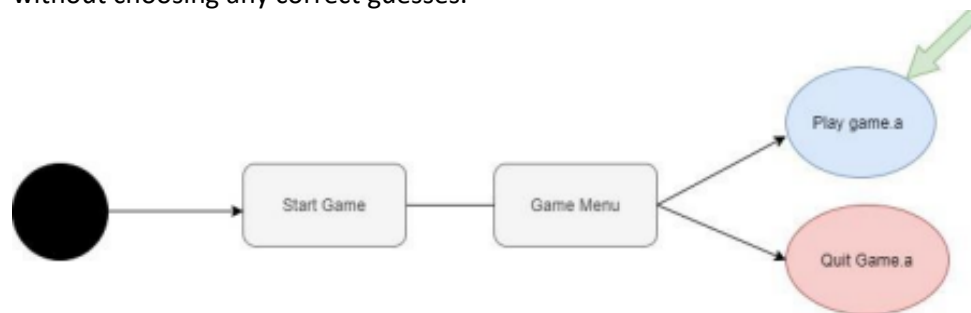 without choosing any correct guesses.
Play game.a
Start Game
Game Menu
Quit Game.a